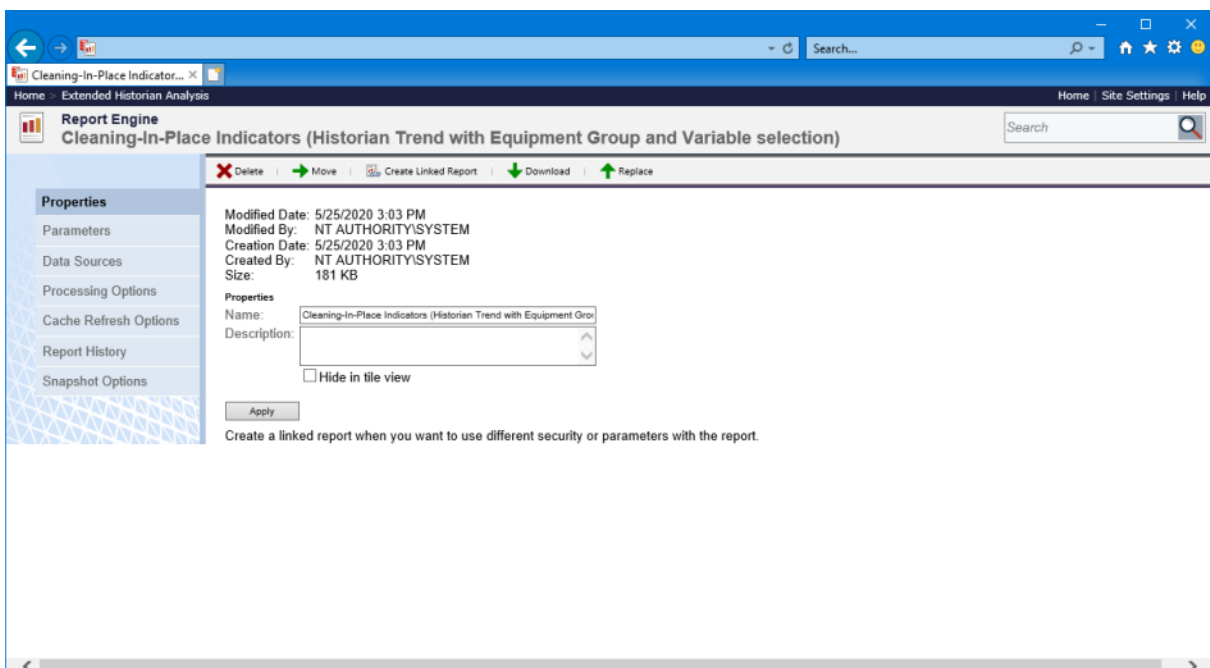 Search...
Cleaning-In-Place Indicator...
Home > Extended Historian Analysis
Home | Site Settings | Help
Report Engine
Cleaning-In-Place Indicators (Historian Trend with Equipment Group and Variable selection)
Search
Delete | Move | Create Linked Report | Download | Replace
Properties
Parameters
Data Sources
Processing Options
Cache Refresh Options
Report History
Snapshot Options
Modified Date: 5/25/2020 3:03 PM
Modified By: NT AUTHORITY\SYSTEM
Creation Date: 5/25/2020 3:03 PM
Created By: NT AUTHORITY\SYSTEM
Size: 181 KB
Properties
Name: Cleaning-In-Place Indicators (Historian Trend with Equipment Gro
Description:
Hide in tile view
Apply
Create a linked report when you want to use different security or parameters with the report.